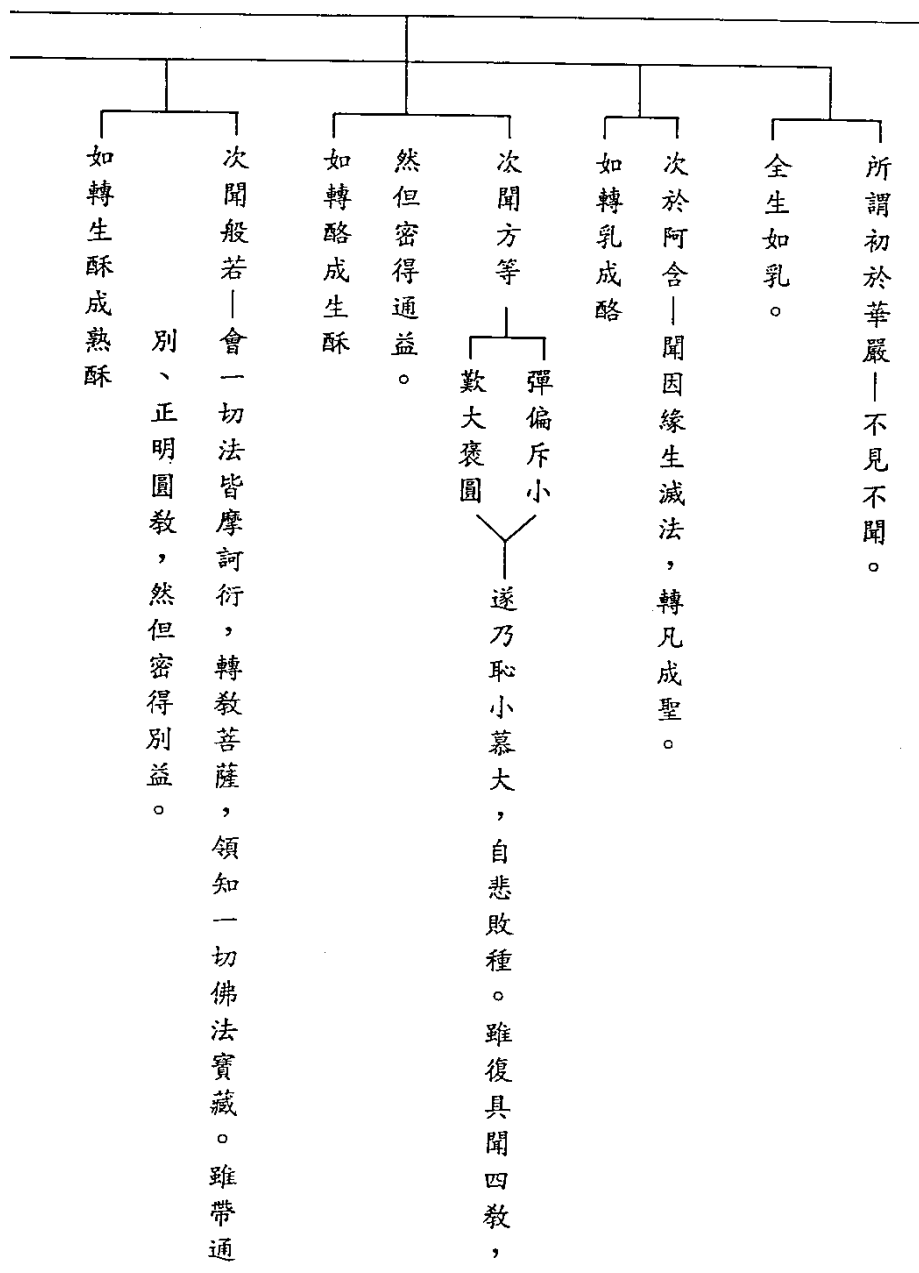 所謂初於華嚴—不見不聞。
全生如乳。
次於阿含—聞因緣生滅法，轉凡成聖。
如轉乳成酪
次聞方等
彈偏斥小
歎大褒圓
遂乃恥小慕大，自悲敗種。雖復具聞四教，
然但密得通益。
如轉酪成生酥
次聞般若—會一切法皆摩訶衍，轉教菩薩，領知一切佛法寶藏。雖帶通
別、正明圓教，然但密得別益。
如轉生酥成熟酥